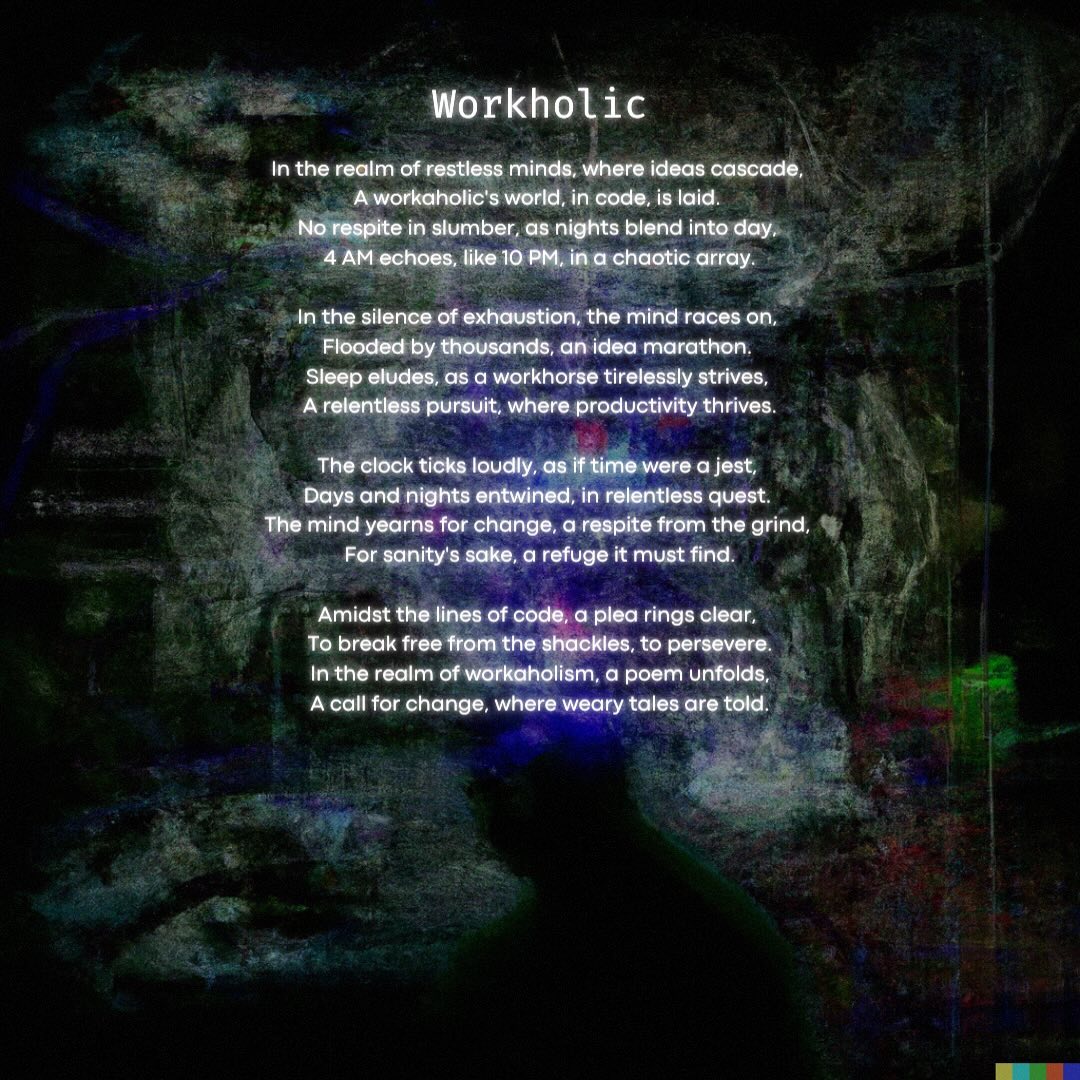 Workholic
In the realm of restless minds, where ideas cascade,
A workaholic's world, in code, is laid.
No respite in slumber, as nights blend into day,
4 AM echoes, like 10 PM, in a chaotic array.
In the silence of exhaustion, the mind races on,
Flooded by thousands, an idea marathon.
Sleep eludes, as a workhorse tirelessly strives,
A relentless pursuit, where productivity thrives.
The clock ticks loudly, as if time were a jest,
Days and nights entwined, in relentless quest.
The mind yearns for change, a respite from the grind,
For sanity's sake, a refuge it must find.
Amidst the lines of code, a plea rings clear,
To break free from the shackles, to persevere.
In the realm of workaholism, a poem unfolds,
A call for change, where weary tales are told.